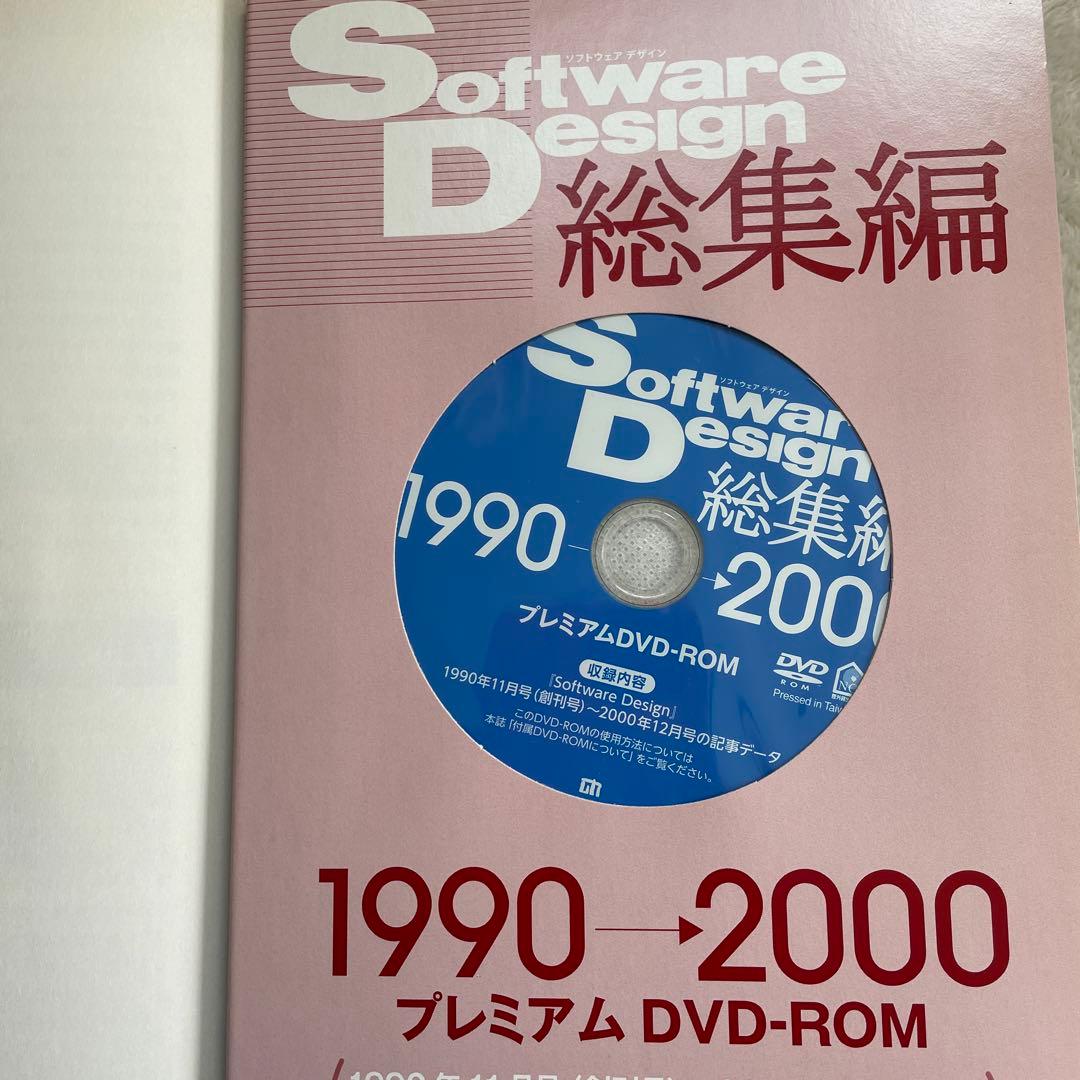 Software
ソフトウェア デザイン
Design
総集編
Software
ソフトウェア デザイン
Design
総集編
1990
→2000
プレミアムDVD-ROM
DVD
ROM
Pressed in Taiw
収録内容
『Software Design』
1990年11月号(創刊号)~2000年12月号の記事データ
このDVD-ROMの使用方法については
本誌「付属DVD-ROMについて」をご覧ください。
1990→2000
プレミアム DVD-ROM